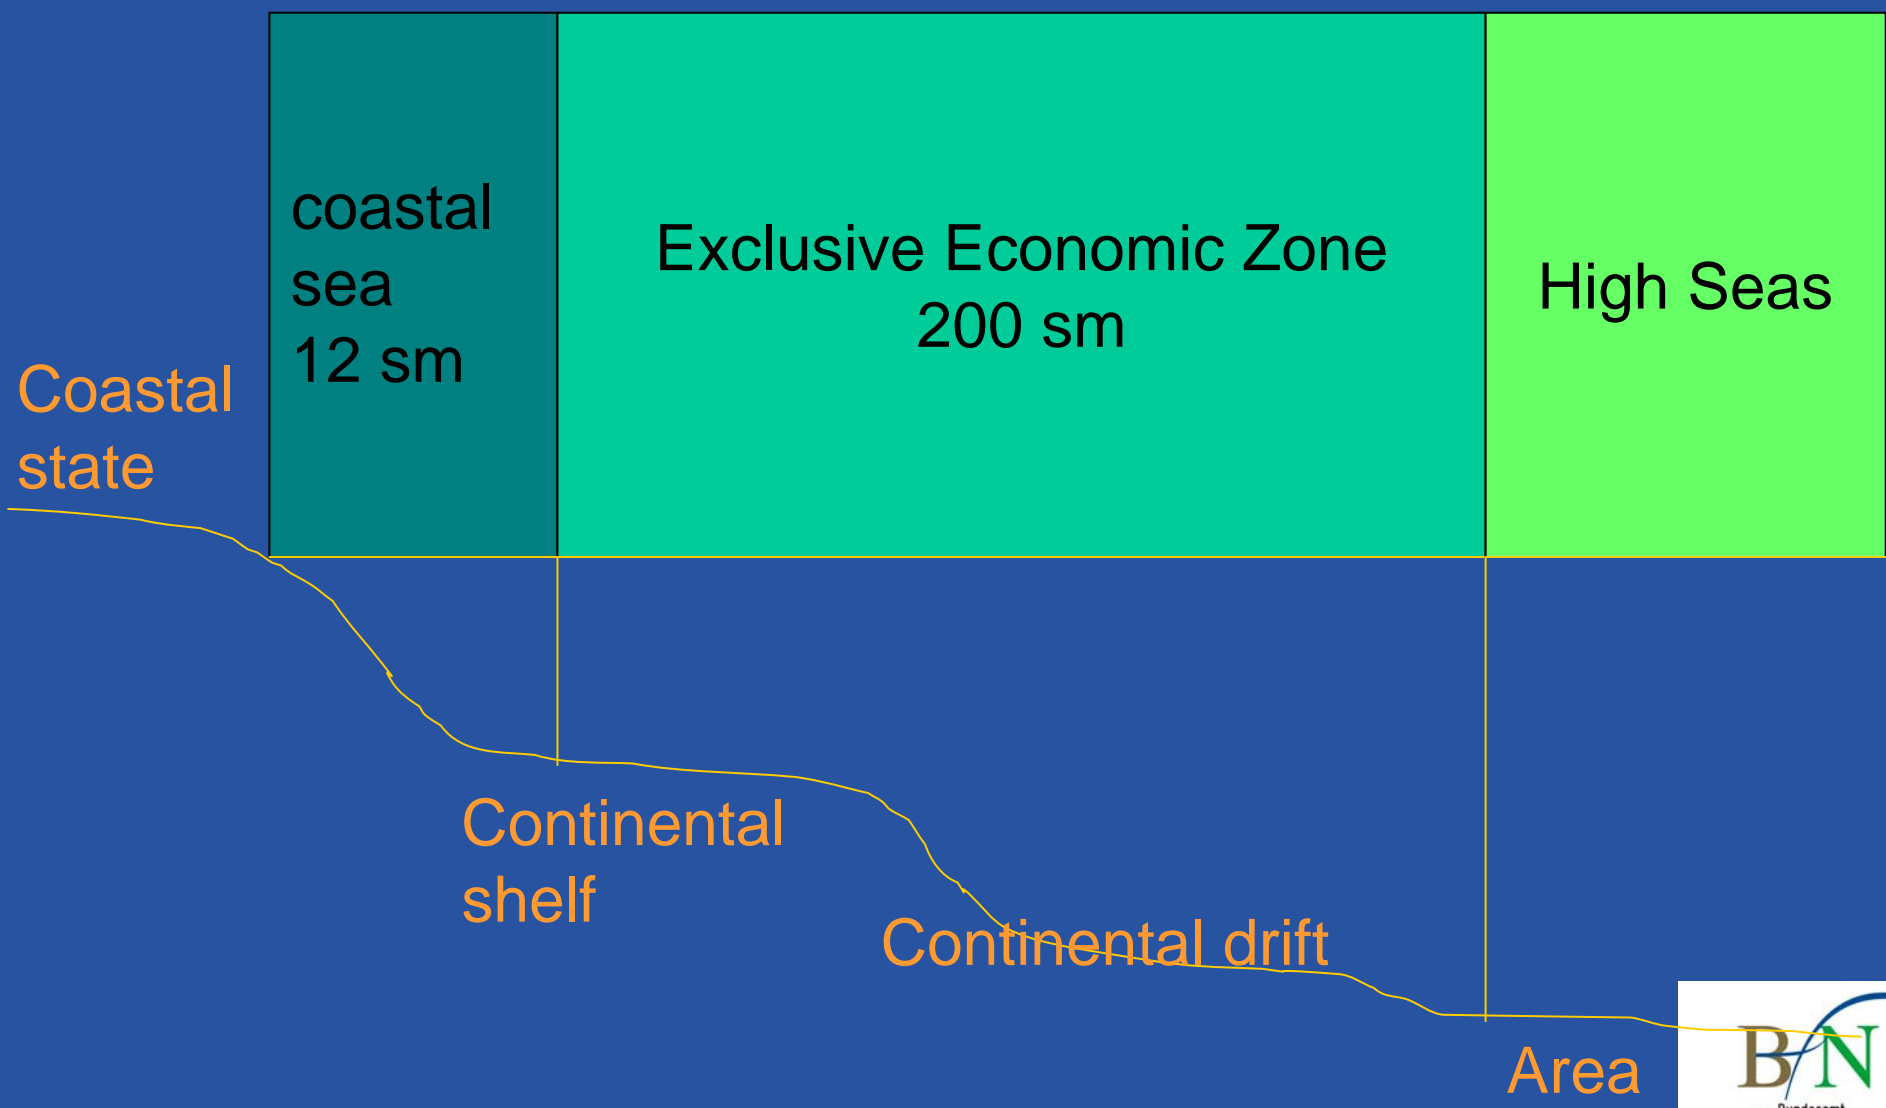 coastal
sea
12 sm
Exclusive Economic Zone
200 sm
High Seas
Coastal
state
Continental
shelf
Continental drift
Area
BfN
Bundesamt